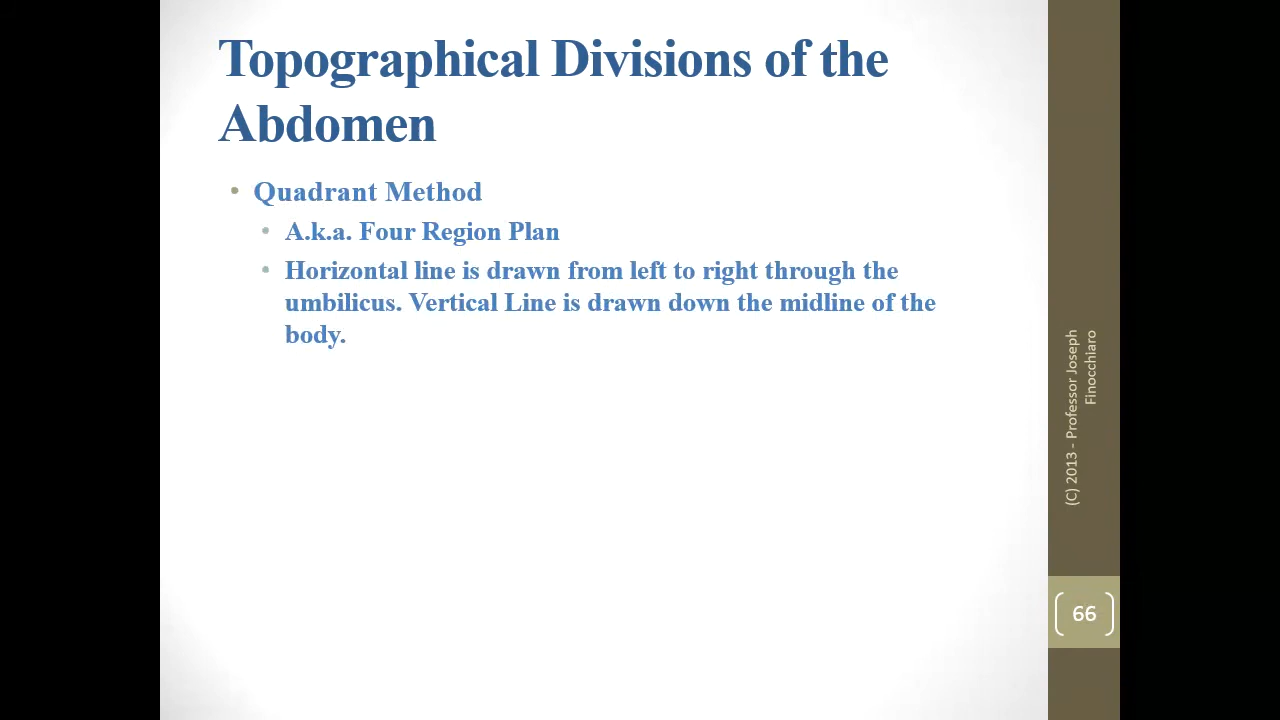 Topographical Divisions of the
Abdomen
• Quadrant Method
• A.k.a. Four Region Plan
• Horizontal line is drawn from left to right through the
umbilicus. Vertical Line is drawn down the midline of the
body.
(C) 2013 - Professor Joseph
Finocchiaro
66